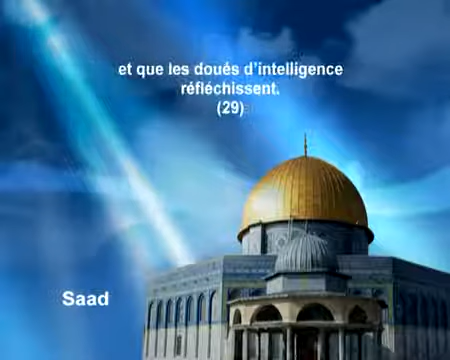 et que les doués d'intelligence
réfléchissent.
(29)
Saad